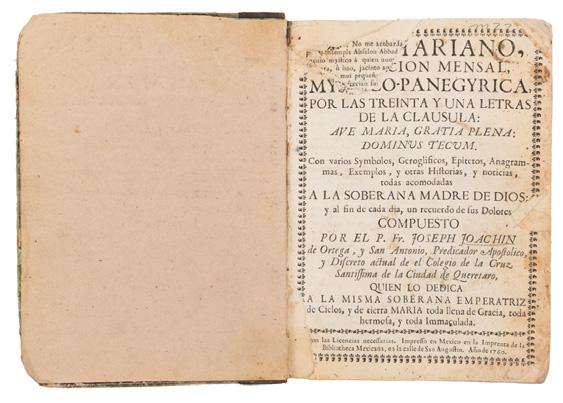 m22
No me acabarda
Absalon Abbad
mystico à quien
jacinto
mui pequeñ
ARIANO,
CION MENSAL,
MY CO-PANEGYRICA,
POR LAS TREINTA Y UNA LETRAS
DE LA CLAUSULA:
AVE MARIA, GRATIA PLENA:
DOMINUS TECUM.
Con varios Symbolos, Geroglificos, Epitetos, Anagram-
mas, Exemplos, y otras Historias, y noticias,
todas acomodadas
A LA SOBERANA MADRE DE DIOS:
y al fin de cada dia, un recuerdo de sus Dolores
COMPUESTO
POR EL P. Fr. JOSEPH JOACHIN
de Ortega, y San Antonio, Predicador Apostolico,
y Discreto actual de el Colegio de la Cruz
Santissima de la Ciudad de Queretaro,
QUIEN LO DEDICA
A LA MISMA SOBERANA EMPERATRIZ
de Cielos, y de tierra MARIA toda llena de Gracia, toda
hermosa, y toda Immaculada.
con las Licencias necessarias. Impresso en Mexico en la Imprenta de la
Bibliotheca Mexicana, en la calle de San Augustin. Año de 1760.